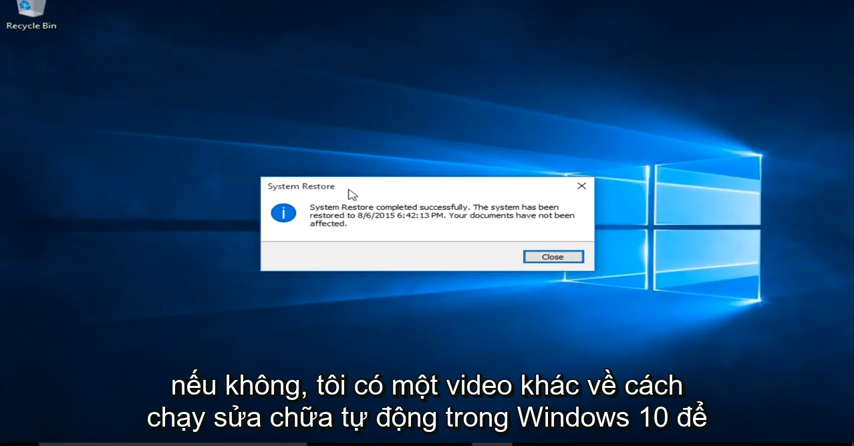 Recycle Bin
System Restore
System Restore completed successfully. The system has been
restored to 8/6/2015 6:42:13 PM. Your documents have not been
affected.
Close
nếu không, tôi có một video khác về cách
chạy sửa chữa tự động trong Windows 10 để